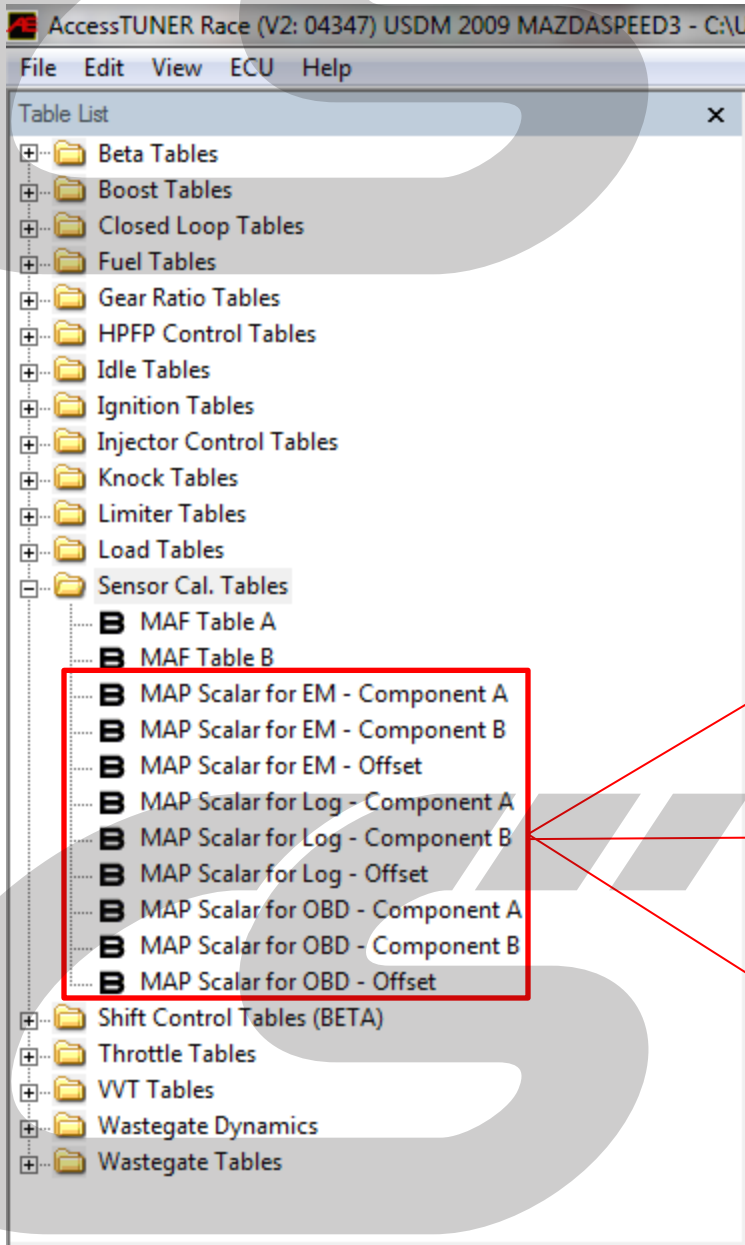 AccessTUNER Race (V2: 04347) USDM 2009 MAZDASPEED3 - C:\U
File Edit View ECU Help
Table List
Beta Tables
Boost Tables
Closed Loop Tables
Fuel Tables
Gear Ratio Tables
HPFP Control Tables
Idle Tables
Ignition Tables
Injector Control Tables
Knock Tables
Limiter Tables
Load Tables
Sensor Cal. Tables
B MAF Table A
B MAF Table B
B MAP Scalar for EM - Component A
B MAP Scalar for EM - Component B
B MAP Scalar for EM - Offset
B MAP Scalar for Log - Component A
B MAP Scalar for Log - Component B
B MAP Scalar for Log - Offset
B MAP Scalar for OBD - Component A
B MAP Scalar for OBD - Component B
B MAP Scalar for OBD - Offset
Shift Control Tables (BETA)
Throttle Tables
VVT Tables
Wastegate Dynamics
Wastegate Tables